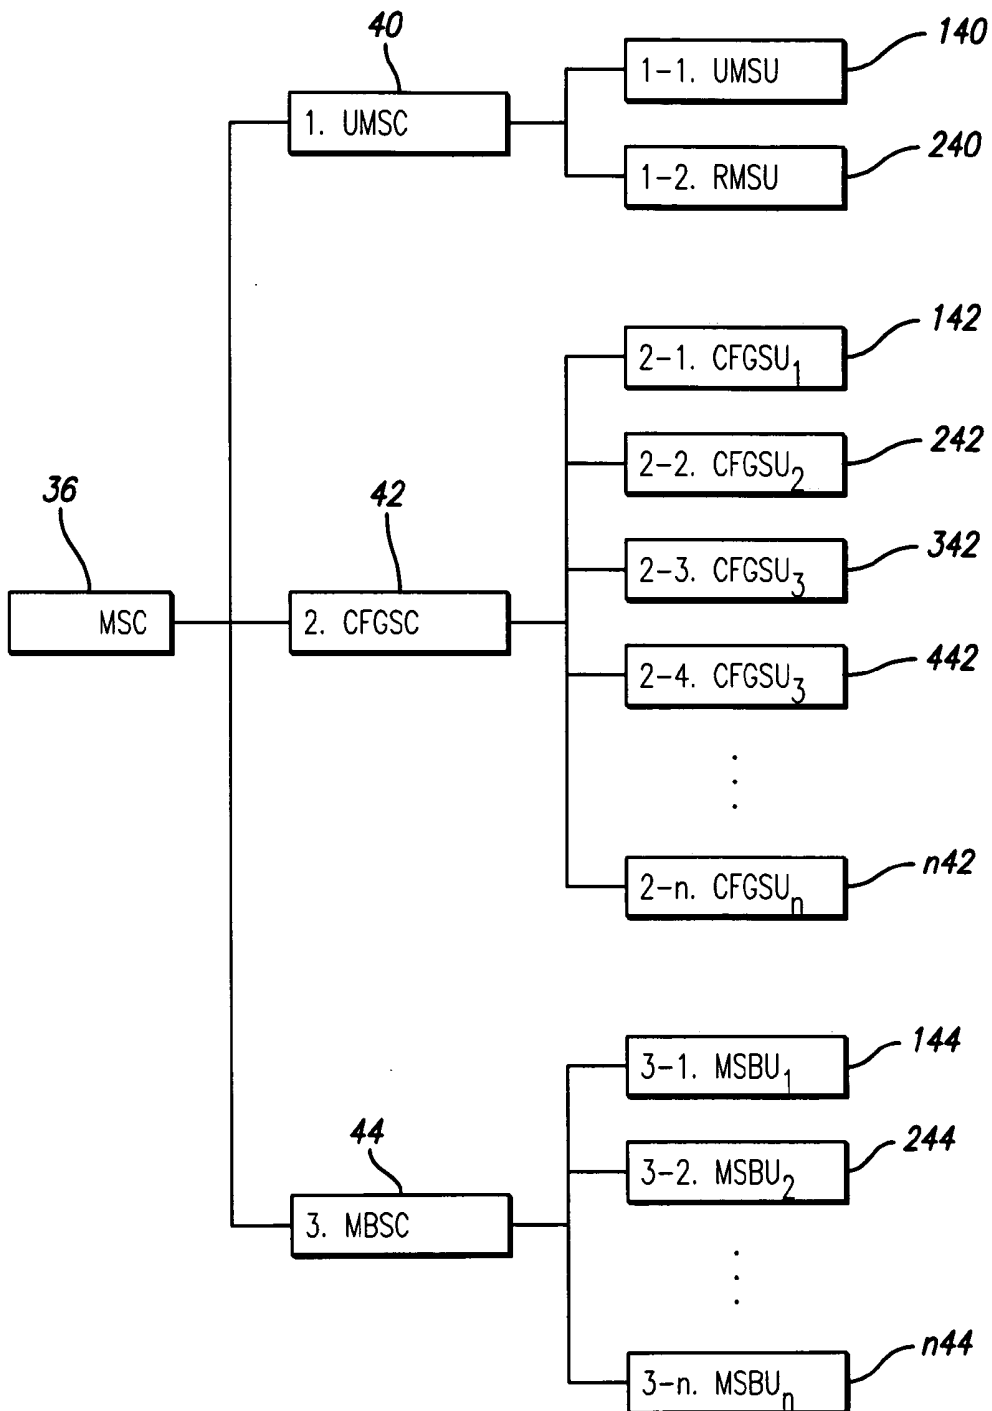 40
1. UMSC
140
1-1. UMSU
240
1-2. RMSU
142
2-1. CFGSU1
242
2-2. CFGSU2
36
MSC
42
2. CFGSC
342
2-3. CFGSU3
442
2-4. CFGSU3
n42
2-n. CFGSUn
44
3. MBSC
144
3-1. MSBU1
244
3-2. MSBU2
n44
3-n. MSBUn